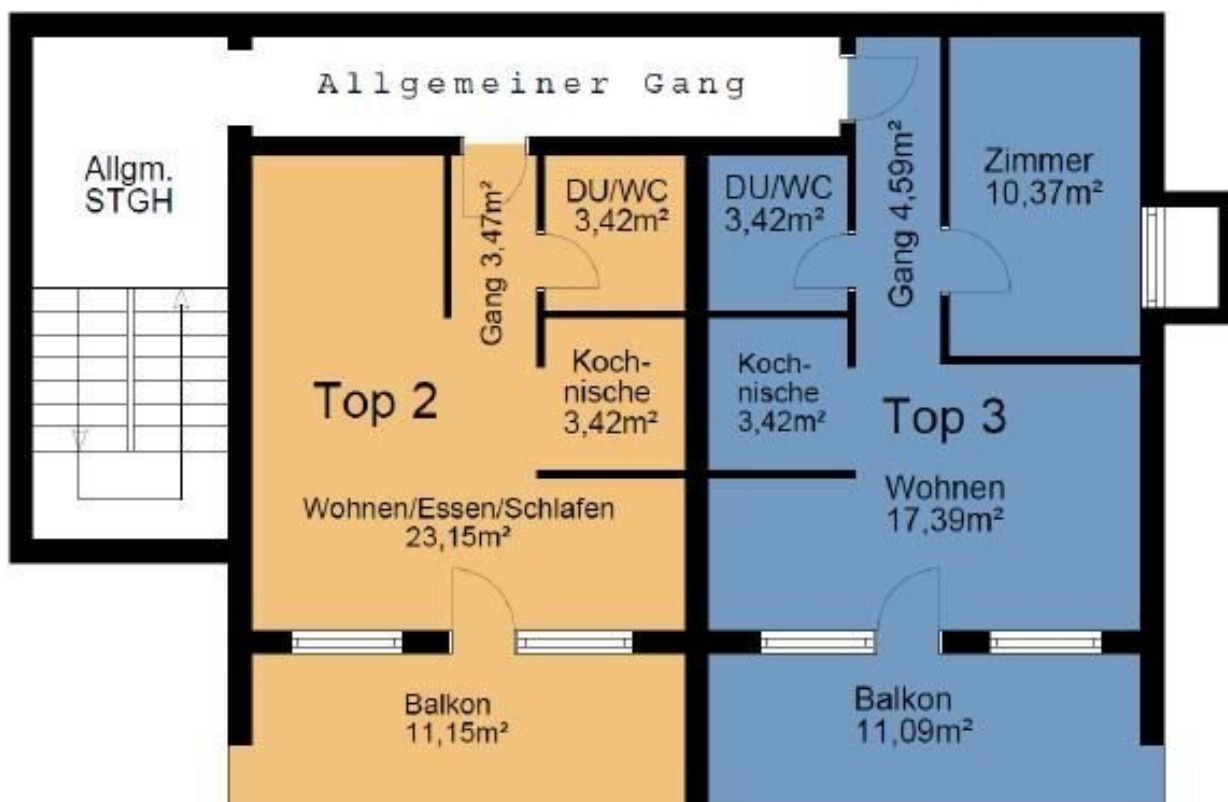 Allgemeiner Gang
Allgm.
STGH
Gang 3,47m²
DU/WC
3,42m²
DU/WC
3,42m²
Gang 4,59m²
Zimmer
10,37m²
Top 2
Koch-
nische
3,42m²
Koch-
nische
3,42m²
Top 3
Wohnen/Essen/Schlafen
23,15m²
Wohnen
17,39m²
Balkon
11,15m²
Balkon
11,09m²